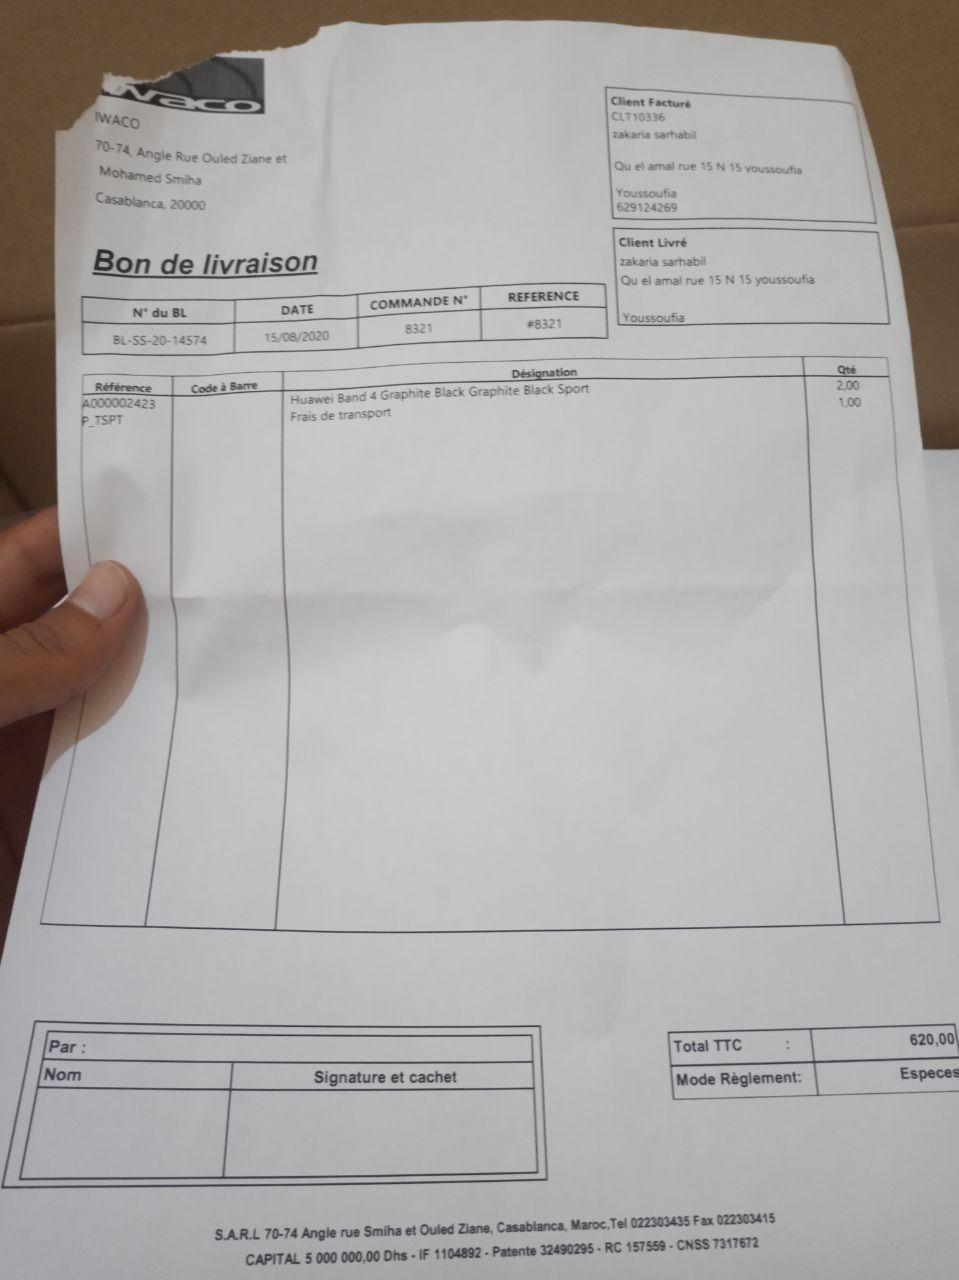 Iwaco
IWACO
70-74, Angle Rue Ouled Ziane et
Mohamed Smiha
Casablanca, 20000
Client Facturé
CLT10336
zakaria sarhabil
Qu el amal rue 15 N 15 youssoufia
Youssoufia
629124269
Client Livré
zakaria sarhabil
Qu el amal rue 15 N 15 youssoufia
Youssoufia
Bon de livraison
N° du BL DATE COMMANDE N° REFERENCE
BL-SS-20-14574 15/08/2020 8321 #8321
Référence Code à Barre Désignation Qté
A000002423 Huawei Band 4 Graphite Black Graphite Black Sport 2,00
P_TSPT Frais de transport 1,00
Par :
Nom Signature et cachet
Total TTC : 620,00
Mode Règlement: Especes
S.A.R.L 70-74 Angle rue Smiha et Ouled Ziane, Casablanca, Maroc,Tel 022303435 Fax 022303415
CAPITAL 5 000 000,00 Dhs - IF 1104892 - Patente 32490295 - RC 157559 - CNSS 7317672